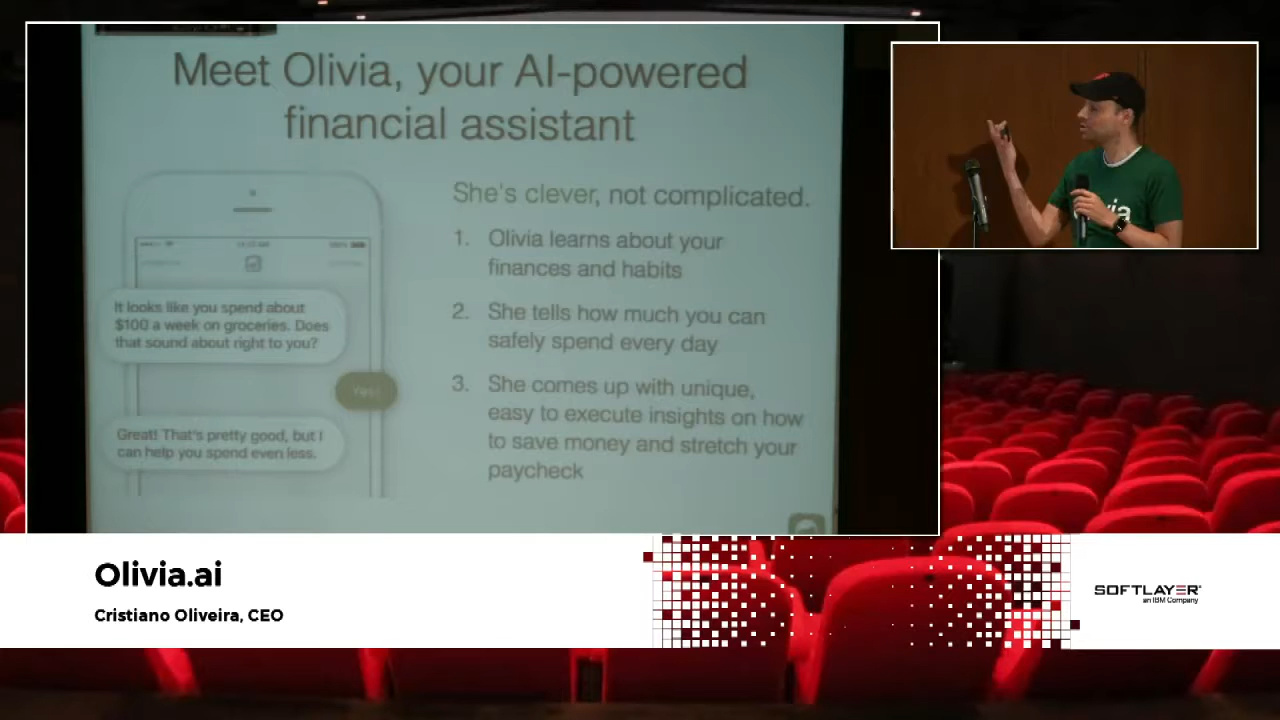 Meet Olivia, your AI-powered
financial assistant
She's clever, not complicated.
1. Olivia learns about your
finances and habits
2. She tells how much you can
safely spend every day
3. She comes up with unique,
easy to execute insights on how
to save money and stretch your
paycheck
It looks like you spend about
$100 a week on groceries. Does
that sound about right to you?
Yes!
Great! That's pretty good, but I
can help you spend even less.
Olivia.ai
Cristiano Oliveira, CEO
SOFTLAYER
an IBM Company